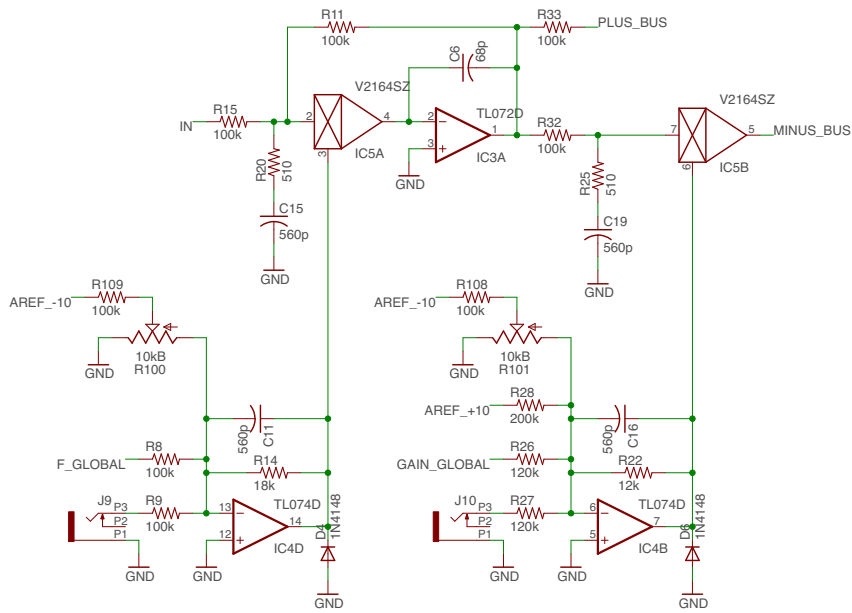 R11
100k
R33
100k
PLUS_BUS
C6
68p
V2164SZ
V2164SZ
R15
100k
IN
2
4
3
IC5A
TL072D
2
1
3
IC3A
GND
R32
100k
7
5
6
IC5B
MINUS_BUS
R20
510
R25
510
C15
560p
GND
C19
560p
GND
R109
AREF_-10
100k
10kB
R100
GND
R108
AREF_-10
100k
10kB
R101
GND
R28
AREF_+10
200k
560p
C11
560p
C16
R8
F_GLOBAL
100k
R14
18k
R26
GAIN_GLOBAL
120k
R22
12k
J9
P3
P2
P1
R9
100k
TL074D
13
14
12
IC4D
D4
1N4148
GND
GND
GND
J10
P3
P2
P1
R27
120k
TL074D
6
7
5
IC4B
D6
1N4148
GND
GND
GND